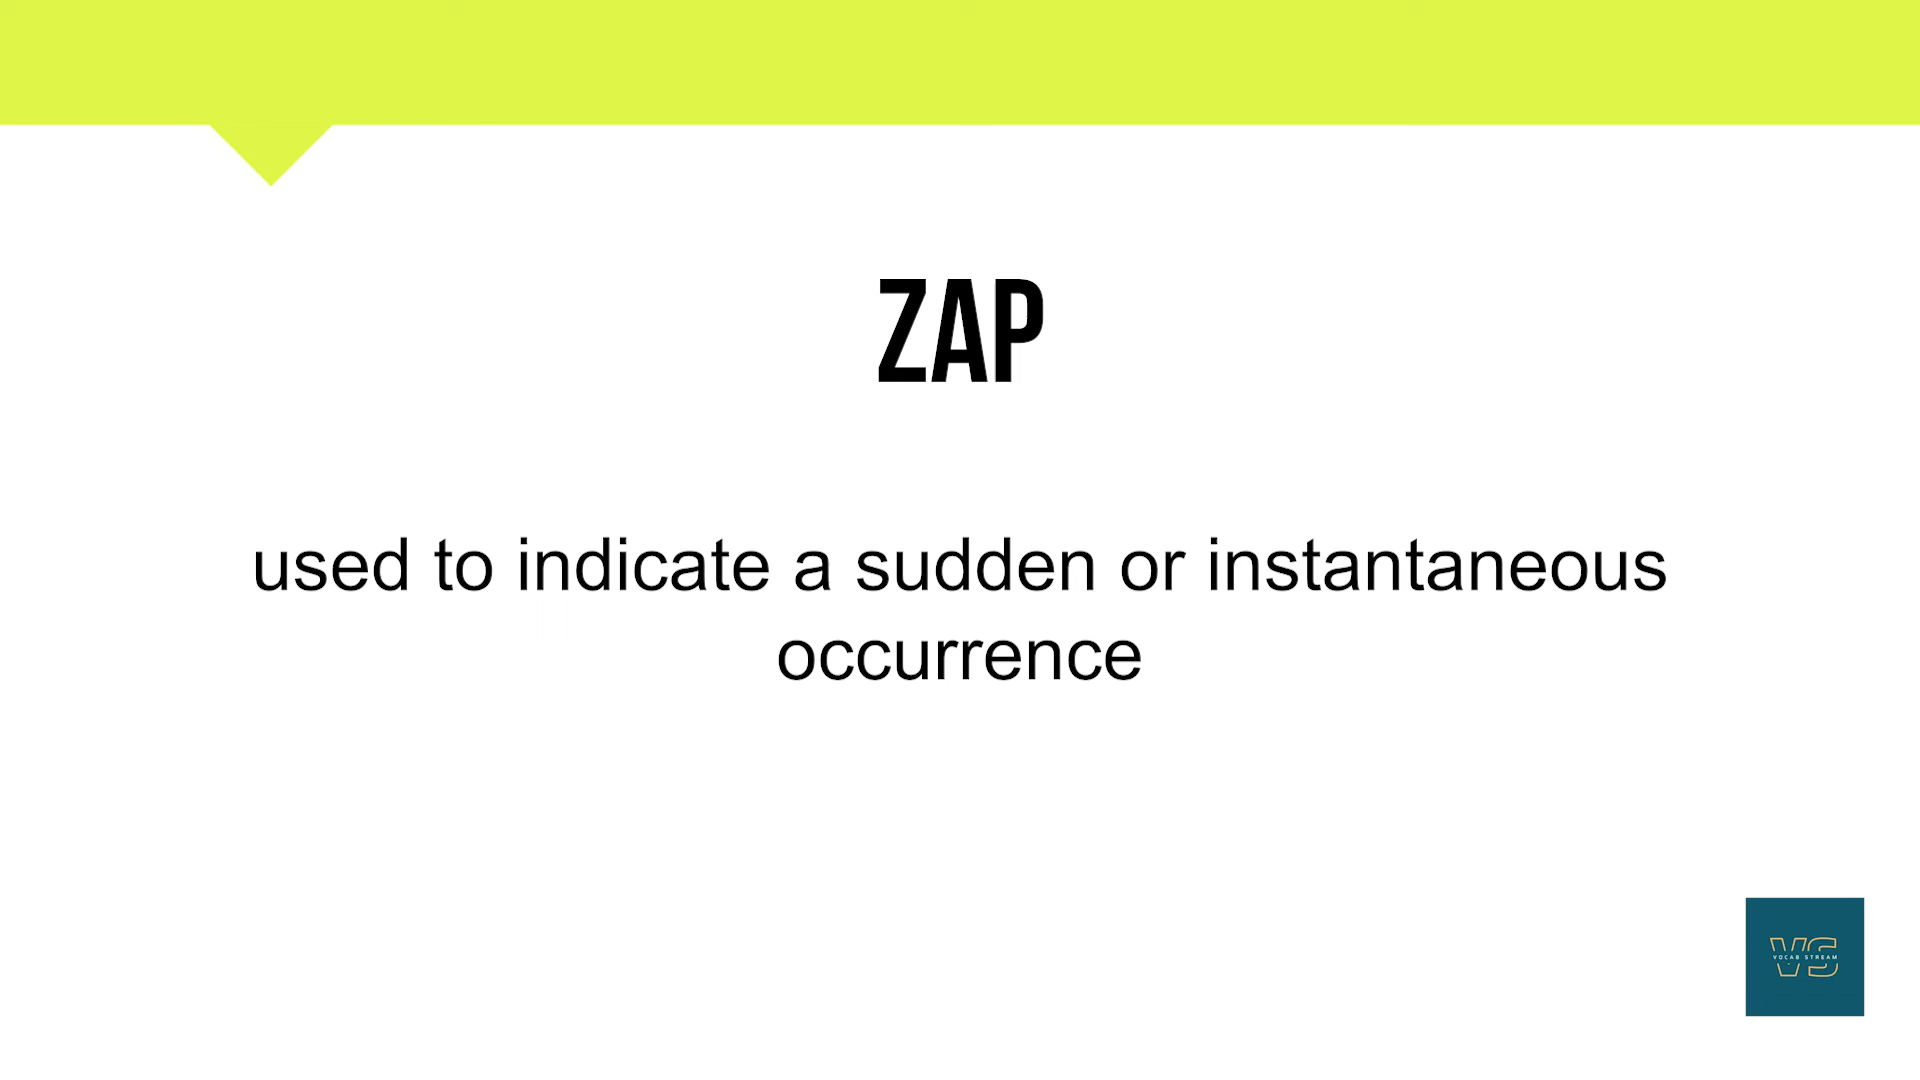 ZAP
used to indicate a sudden or instantaneous
occurrence
VS
VOCAB STREAM